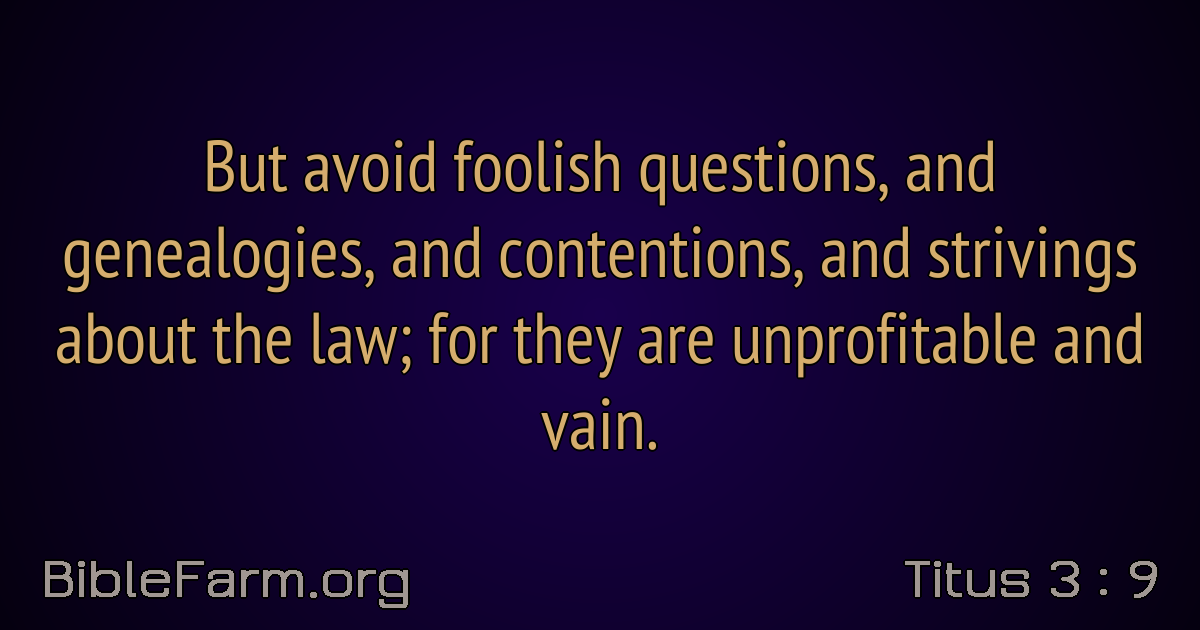 But avoid foolish questions, and
genealogies, and contentions, and strivings
about the law; for they are unprofitable and
vain.
BibleFarm.org
Titus 3 : 9